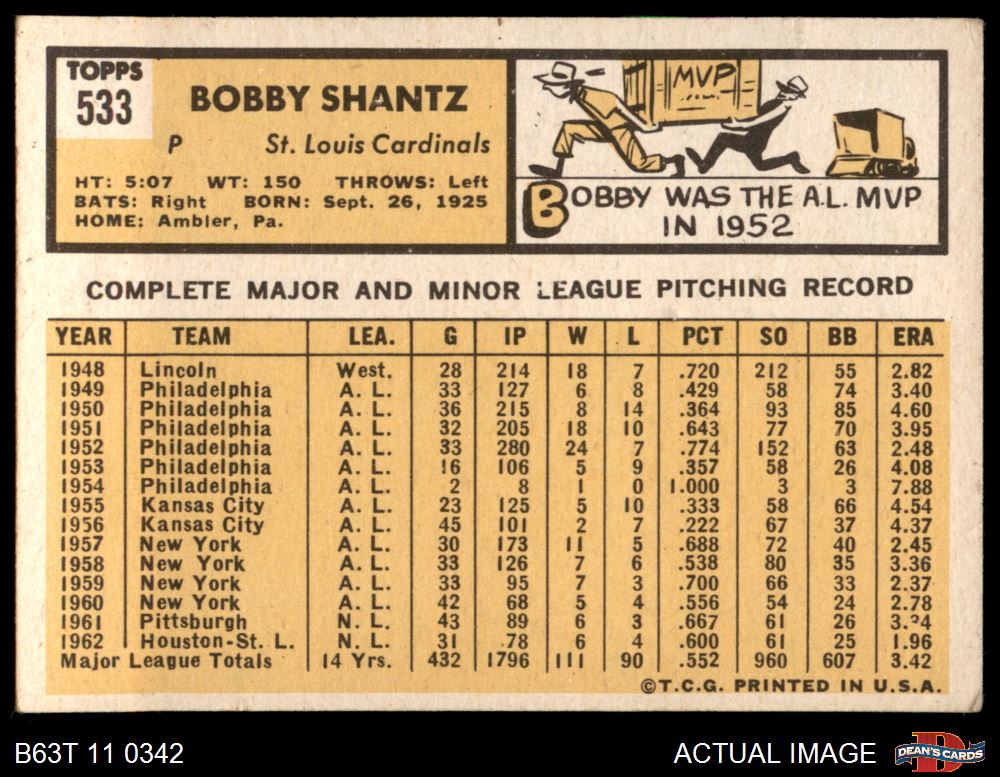 TOPPS
533
BOBBY SHANTZ
P St. Louis Cardinals
HT: 5:07 WT: 150 THROWS: Left
BATS: Right BORN: Sept. 26, 1925
HOME: Ambler, Pa.
MVP
BOBBY WAS THE A.L. MVP
IN 1952
COMPLETE MAJOR AND MINOR LEAGUE PITCHING RECORD
YEAR TEAM LEA. G IP W L PCT SO BB ERA
1948 Lincoln West. 28 214 18 7 .720 212 55 2.82
1949 Philadelphia A. L. 33 127 6 8 .429 58 74 3.40
1950 Philadelphia A. L. 36 215 8 14 .364 93 85 4.60
1951 Philadelphia A. L. 32 205 18 10 .643 77 70 3.95
1952 Philadelphia A. L. 33 280 24 7 .774 152 63 2.48
1953 Philadelphia A. L. 16 106 5 9 .357 58 26 4.08
1954 Philadelphia A. L. 2 8 1 0 1.000 3 3 7.88
1955 Kansas City A. L. 23 125 5 10 .333 58 66 4.54
1956 Kansas City A. L. 45 101 2 7 .222 67 37 4.37
1957 New York A. L. 30 173 11 5 .688 72 40 2.45
1958 New York A. L. 33 126 7 6 .538 80 35 3.36
1959 New York A. L. 33 95 7 3 .700 66 33 2.37
1960 New York A. L. 42 68 5 4 .556 54 24 2.78
1961 Pittsburgh N. L. 43 89 6 3 .667 61 26
1962 Houston-St. L. N. L. 31 .78 6 4 .600 61 25 1.96
Major League Totals 14 Yrs. 432 1796 111 90 .552 960 607 3.42
©T.C.G. PRINTED IN U.S.A.
B63T 11 0342
ACTUAL IMAGE
DEAN'S CARDS